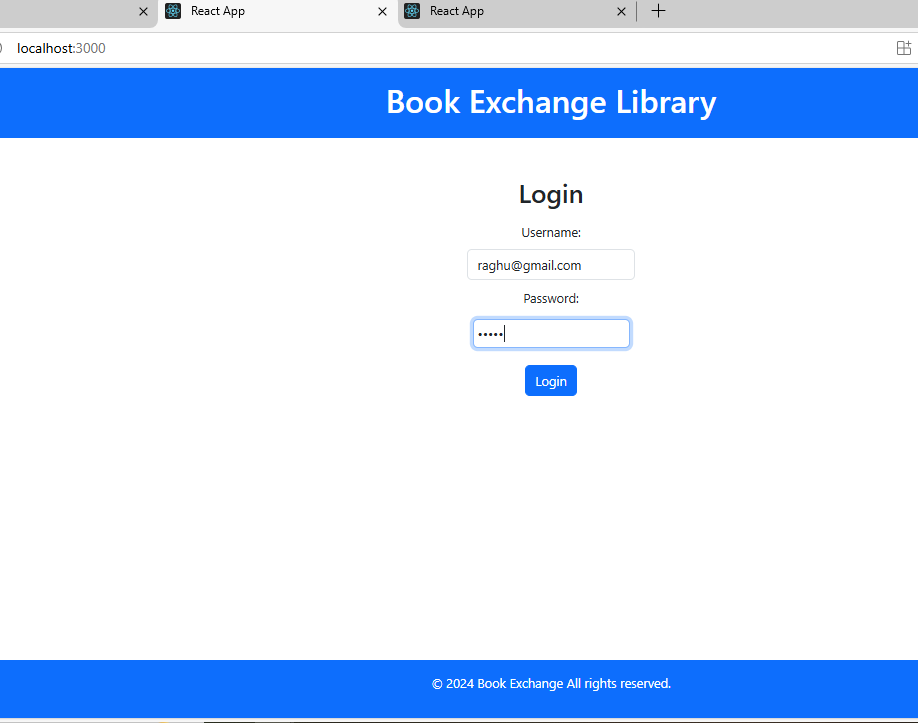 React App
React App
localhost:3000
Book Exchange Library
Login
Username:
raghu@gmail.com
Password:
•••••
Login
© 2024 Book Exchange All rights reserved.